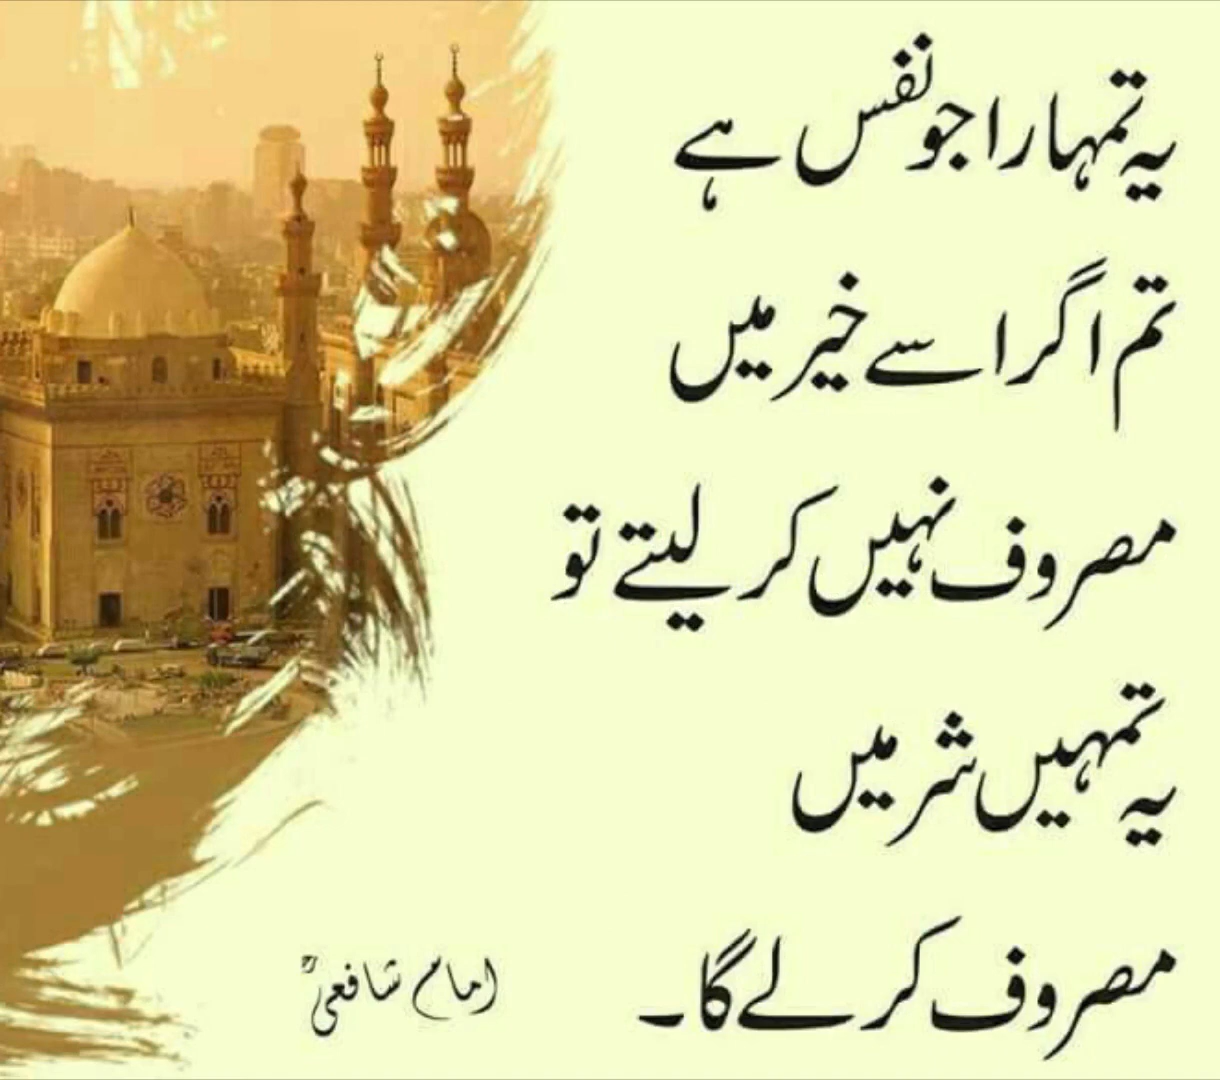 یہ تمہارا جو نفس ہے
تم اگر اسے خیر میں
مصروف نہیں کر لیتے تو
یہ تمہیں شر میں
مصروف کر لے گا۔
امام شافعیؒ